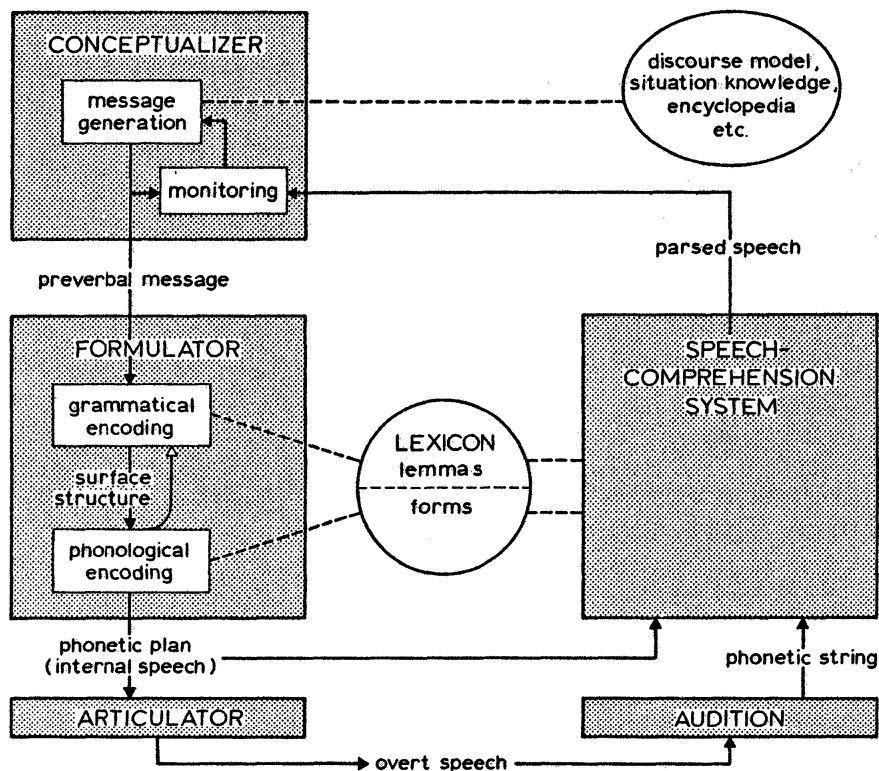 CONCEPTUALIZER
message
generation
monitoring
discourse model,
situation knowledge,
encyclopedia
etc.
parsed speech
preverbal message
FORMULATOR
grammatical
encoding
surface
structure
phonological
encoding
LEXICON
lemmas
forms
SPEECH-
COMPREHENSION
SYSTEM
phonetic plan
(internal speech)
phonetic string
ARTICULATOR
AUDITION
overt speech